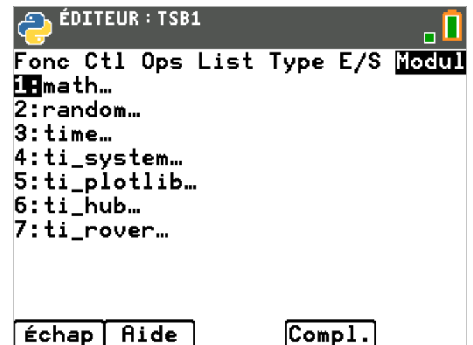 ÉDITEUR : TSB1
Fonc Ctl Ops List Type E/S Modul
1:math…
2:random…
3:time…
4:ti_system…
5:ti_plotlib…
6:ti_hub…
7:ti_rover…
Échap Aide Compl.